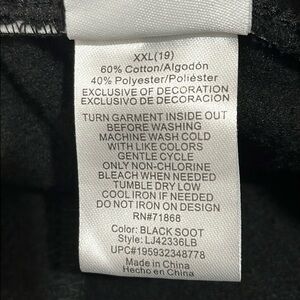 XXL(19)
60% Cotton/Algodón
40% Polyester/Poliéster
EXCLUSIVE OF DECORATION
EXCLUSIVO DE DECORACION
TURN GARMENT INSIDE OUT
BEFORE WASHING
MACHINE WASH COLD
WITH LIKE COLORS
GENTLE CYCLE
ONLY NON-CHLORINE
BLEACH WHEN NEEDED
TUMBLE DRY LOW
COOL IRON IF NEEDED
DO NOT IRON ON DESIGN
RN#71868
Color: BLACK SOOT
Style: LJ42336LB
UPC#195932348778
Made in China
Hecho en China